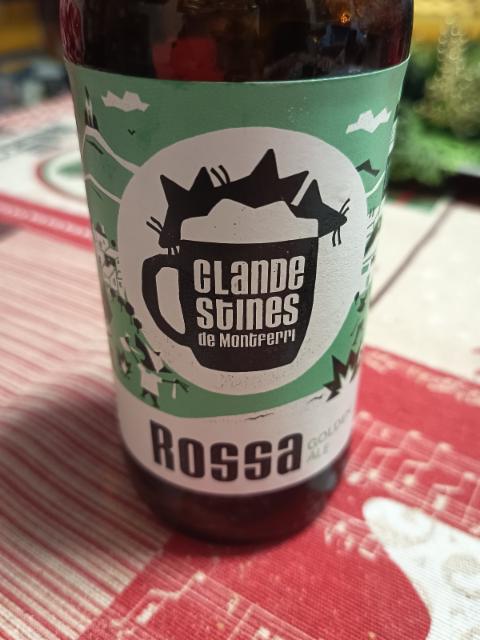 CLANDE
STINES
de Montferri
Rossa
GOLDEN
ALE